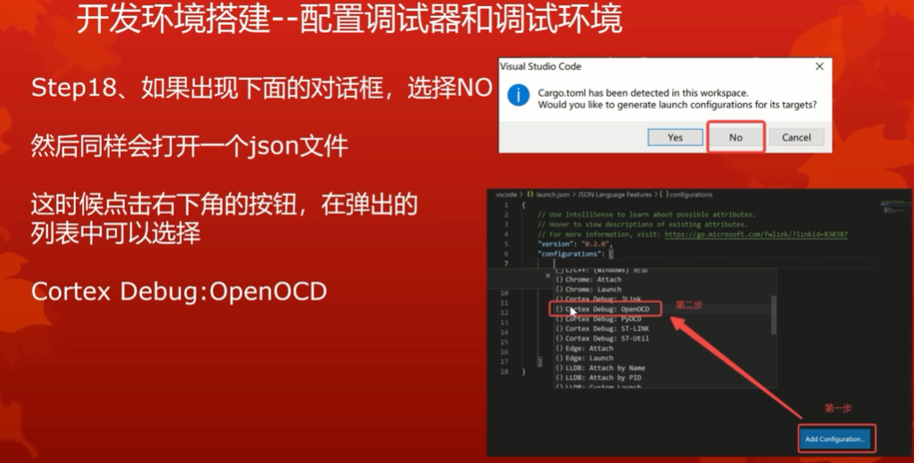 开发环境搭建--配置调试器和调试环境
Step18、如果出现下面的对话框，选择NO
然后同样会打开一个json文件
这时候点击右下角的按钮，在弹出的
列表中可以选择
Cortex Debug:OpenOCD
Visual Studio Code
Cargo.toml has been detected in this workspace.
Would you like to generate launch configurations for its targets?
Yes
No
Cancel
.vscode > {} launch.json > JSON Language Features > [ ] configurations
1 {
2 // Use IntelliSense to learn about possible attributes.
3 // Hover to view descriptions of existing attributes.
4 // For more information, visit: https://go.microsoft.com/fwlink/?linkid=830387
5 "version": "0.2.0",
6 "configurations": [
7
{} C/C++: (Windows)
{} Chrome: Attach
{} Chrome: Launch
{} Cortex Debug: JLink
{} Cortex Debug: OpenOCD
{} Cortex Debug: PyOCD
{} Cortex Debug: ST-LINK
{} Cortex Debug: ST-Util
{} Edge: Attach
{} Edge: Launch
{} LLDB: Attach by Name
{} LLDB: Attach by PID
{} LLDB: Custom Launch
10
11
12
13
14
15
16
17 ]
18 }
第二步
第一步
Add Configuration...